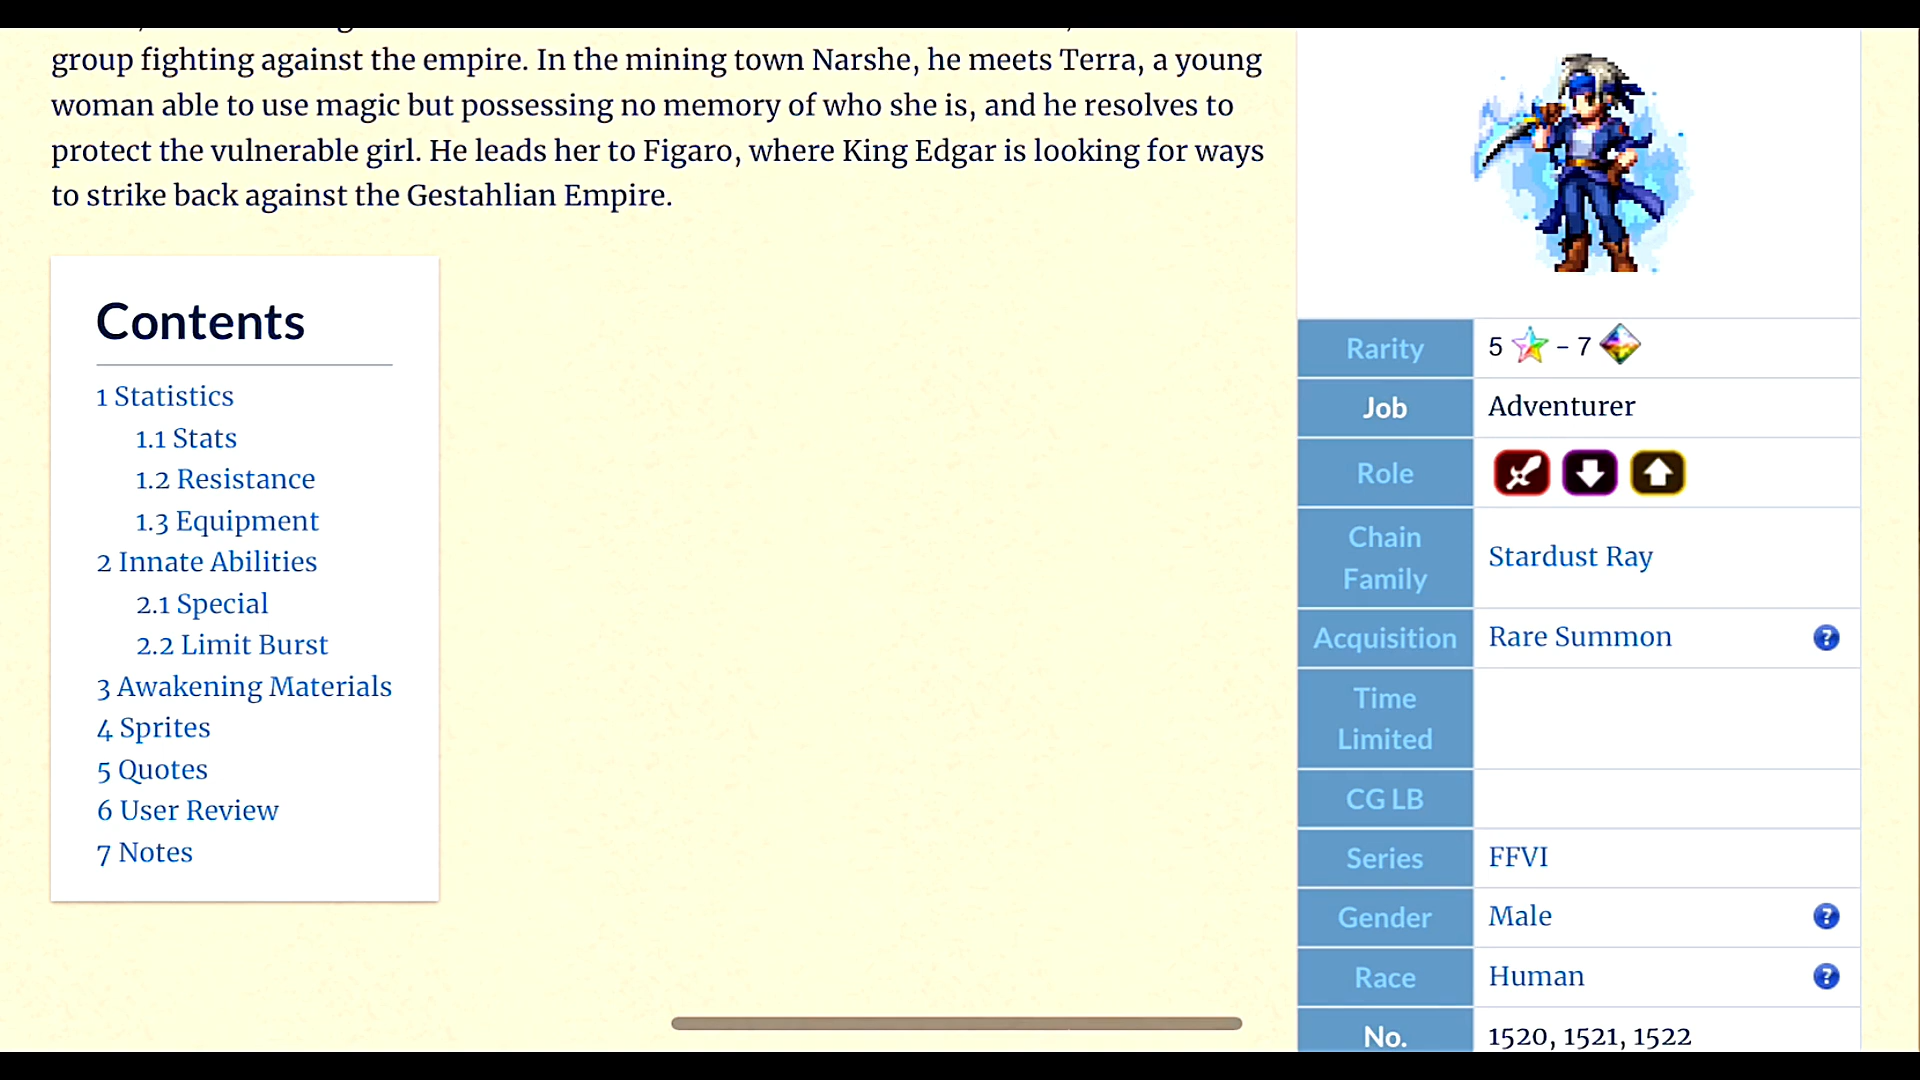 group fighting against the empire. In the mining town Narshe, he meets Terra, a young
woman able to use magic but possessing no memory of who she is, and he resolves to
protect the vulnerable girl. He leads her to Figaro, where King Edgar is looking for ways
to strike back against the Gestahlian Empire.
Contents
1 Statistics
1.1 Stats
1.2 Resistance
1.3 Equipment
2 Innate Abilities
2.1 Special
2.2 Limit Burst
3 Awakening Materials
4 Sprites
5 Quotes
6 User Review
7 Notes
Rarity 5 – 7
Job Adventurer
Role
Chain
Family
Stardust Ray
Acquisition Rare Summon ?
Time
Limited
CG LB
Series FFVI
Gender Male ?
Race Human ?
No. 1520, 1521, 1522